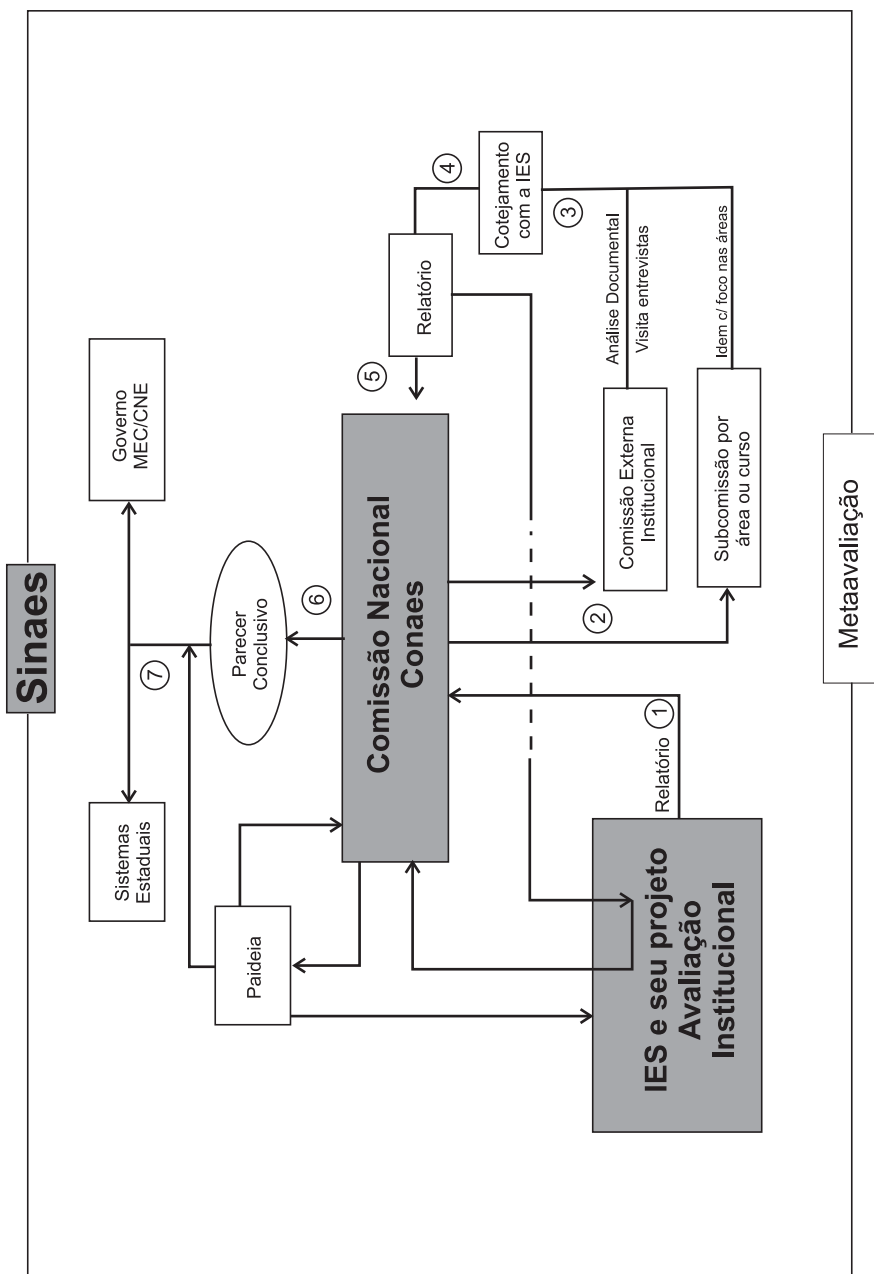 Sinaes
Sistemas
Estaduais
Governo
MEC/CNE
7
Paideia
Parecer
Conclusivo
6
Comissão Nacional
Conaes
5
Relatório
4
Cotejamento
com a IES
3
2
Análise Documental
Visita entrevistas
Comissão Externa
Institucional
Idem c/ foco nas áreas
Subcomissão por
área ou curso
Relatório
1
IES e seu projeto
Avaliação
Institucional
Metaavaliação